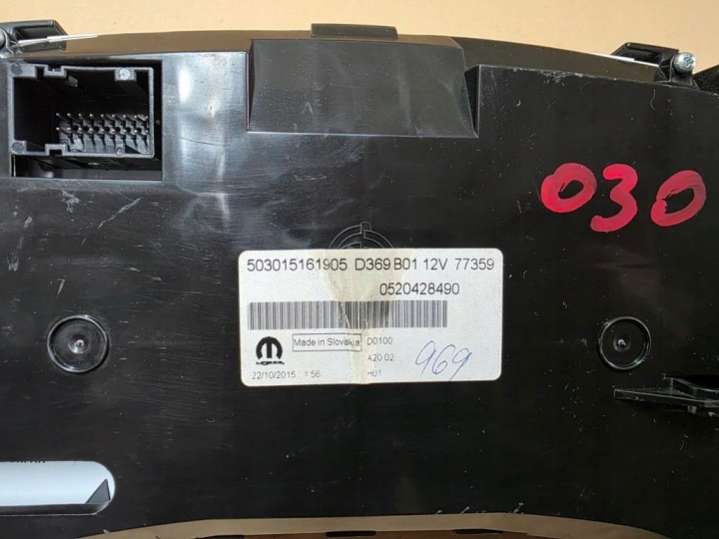 030
503015161905 D369 B01 12V 77359
0520428490
Made in Slovakia D0100
A20 02
22/10/2015 H01
969